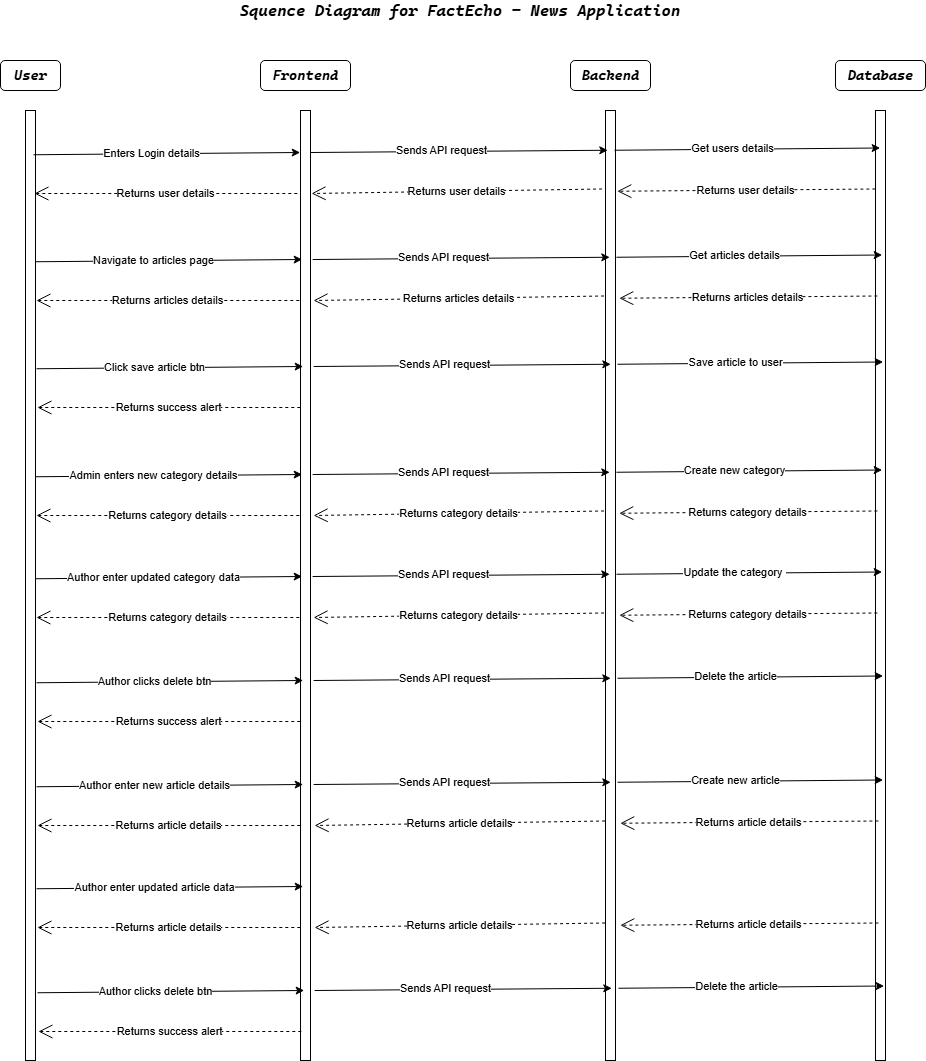 Squence Diagram for FactEcho - News Application
User
Frontend
Backend
Database
Enters Login details
Sends API request
Get users details
Returns user details
Returns user details
Returns user details
Navigate to articles page
Sends API request
Get articles details
Returns articles details
Returns articles details
Returns articles details
Click save article btn
Sends API request
Save article to user
Returns success alert
Admin enters new category details
Sends API request
Create new category
Returns category details
Returns category details
Returns category details
Author enter updated category data
Sends API request
Update the category
Returns category details
Returns category details
Returns category details
Author clicks delete btn
Sends API request
Delete the article
Returns success alert
Author enter new article details
Sends API request
Create new article
Returns article details
Returns article details
Returns article details
Author enter updated article data
Returns article details
Returns article details
Returns article details
Author clicks delete btn
Sends API request
Delete the article
Returns success alert